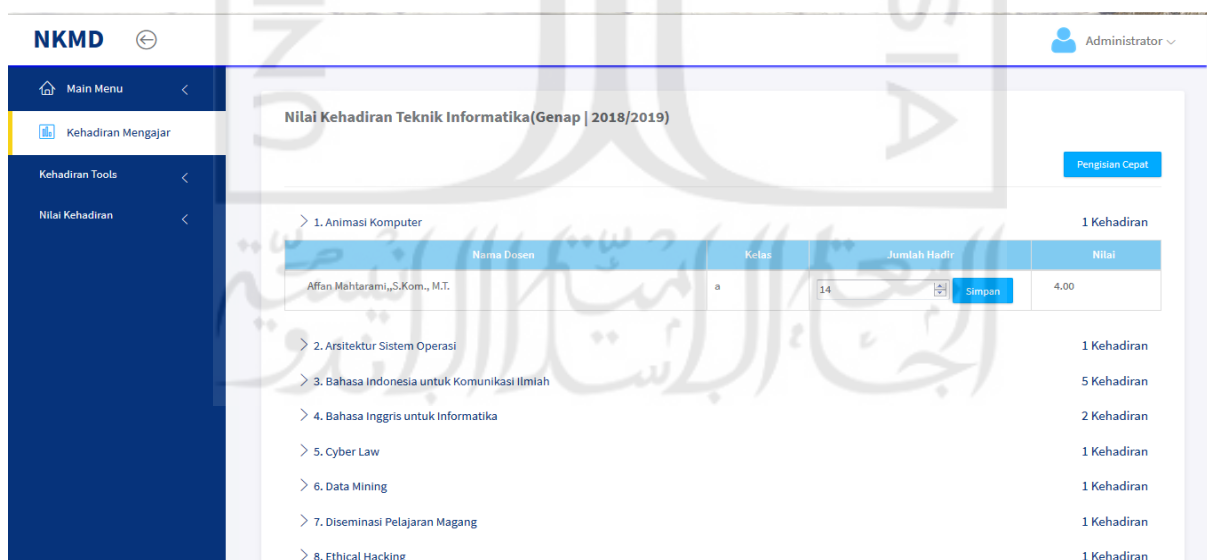 NKMD
Administrator
Main Menu
Kehadiran Mengajar
Kehadiran Tools
Nilai Kehadiran
Nilai Kehadiran Teknik Informatika(Genap | 2018/2019)
Pengisian Cepat
1. Animasi Komputer 1 Kehadiran
Nama Dosen Kelas Jumlah Hadir Nilai
Affan Mahtarami,,S.Kom., M.T. a 14 Simpan 4.00
2. Arsitektur Sistem Operasi 1 Kehadiran
3. Bahasa Indonesia untuk Komunikasi Ilmiah 5 Kehadiran
4. Bahasa Inggris untuk Informatika 2 Kehadiran
5. Cyber Law 1 Kehadiran
6. Data Mining 1 Kehadiran
7. Diseminasi Pelajaran Magang 1 Kehadiran
8. Ethical Hacking 1 Kehadiran